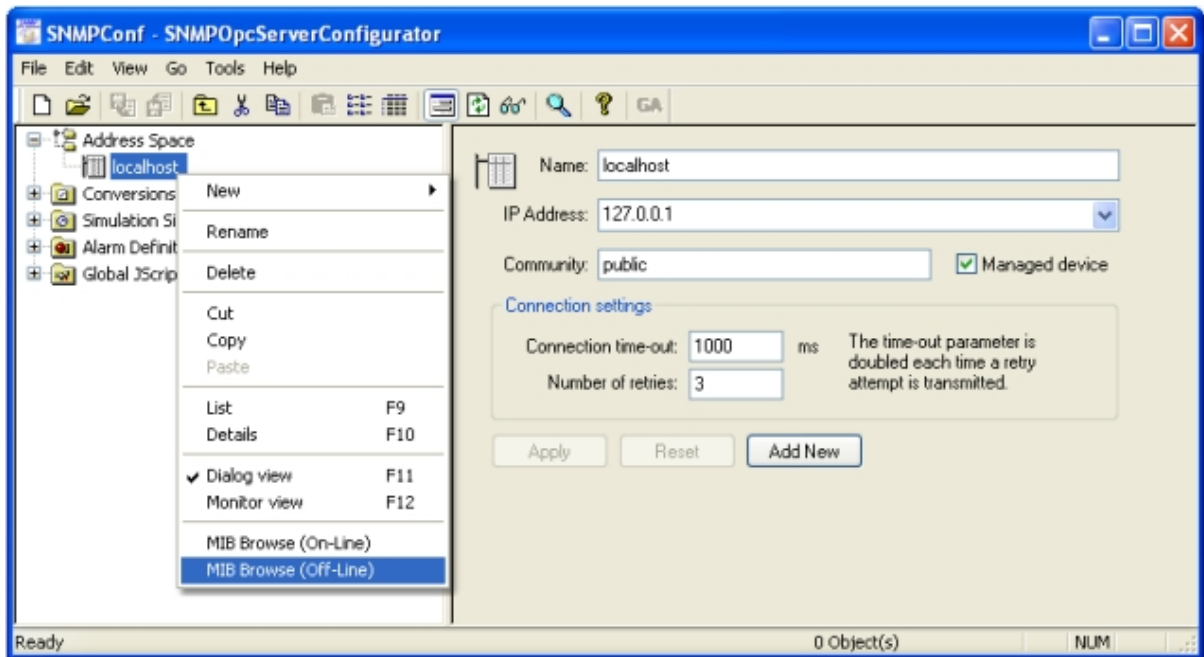 SNMPConf - SNMPOpcServerConfigurator
File Edit View Go Tools Help
GA
Address Space
localhost
Conversions
Simulation Si
Alarm Definit
Global JScrip
New
Rename
Delete
Cut
Copy
Paste
List F9
Details F10
Dialog view F11
Monitor view F12
MIB Browse (On-Line)
MIB Browse (Off-Line)
Name: localhost
IP Address: 127.0.0.1
Community: public Managed device
Connection settings
Connection time-out: 1000 ms
Number of retries: 3
The time-out parameter is
doubled each time a retry
attempt is transmitted.
Apply Reset Add New
Ready 0 Object(s) NUM